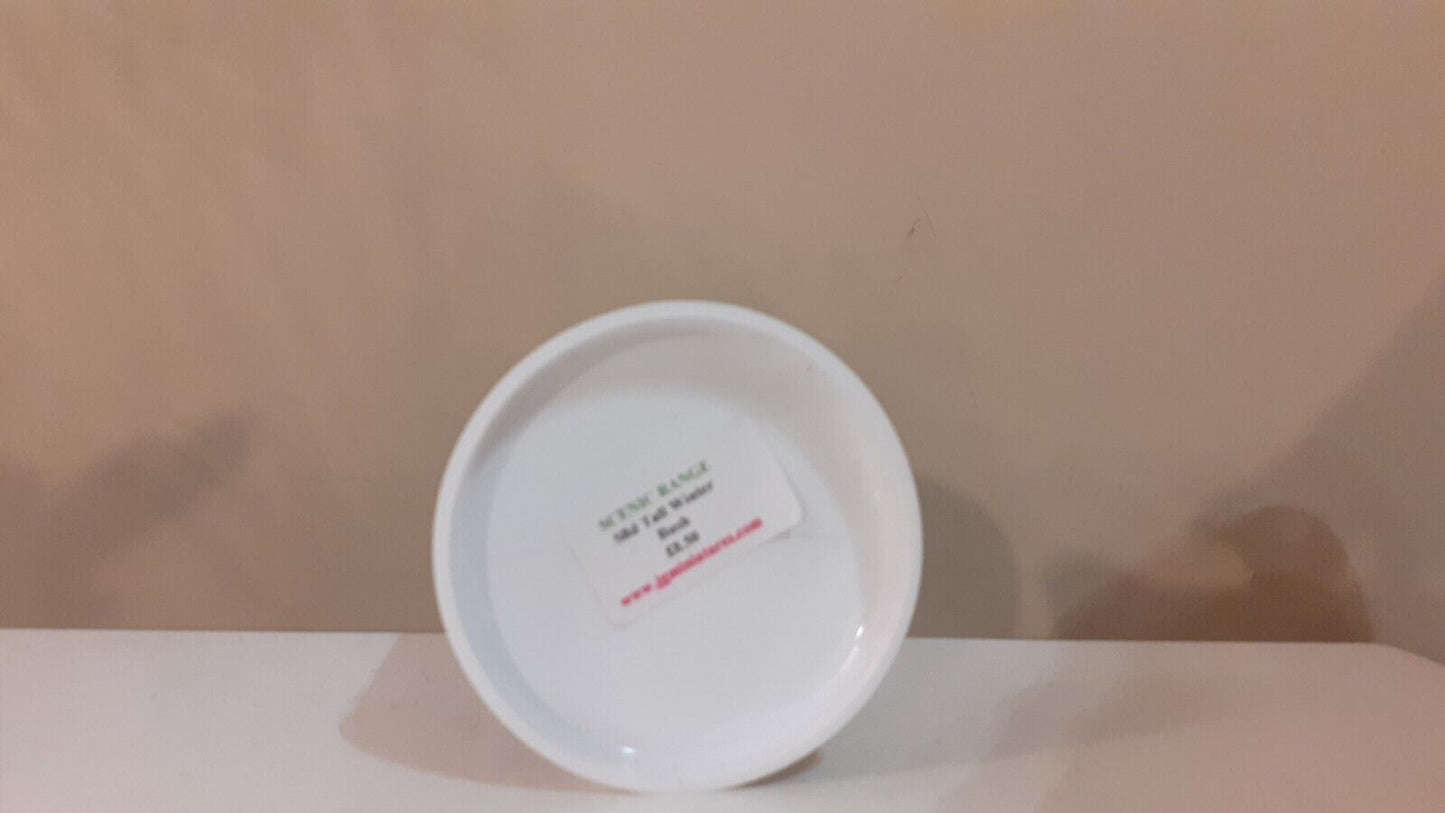 SCENIC RANGE
Tall Winter
Bush
£8.50
www.jgminiatures.com